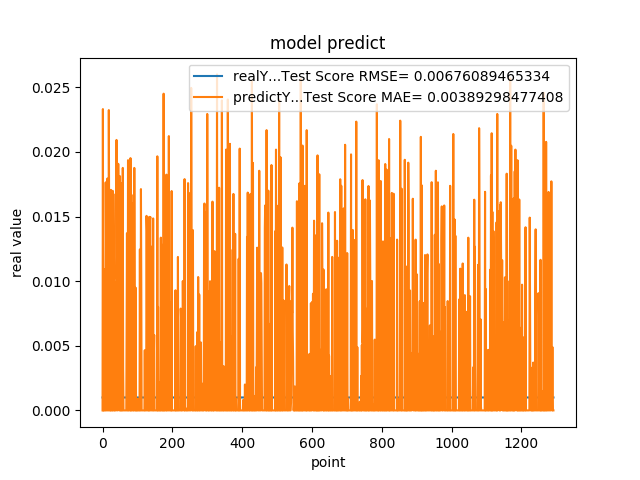 model predict
realY...Test Score RMSE= 0.00676089465334
predictY...Test Score MAE= 0.00389298477408
real value
0.025
0.020
0.015
0.010
0.005
0.000
0 200 400 600 800 1000 1200
point